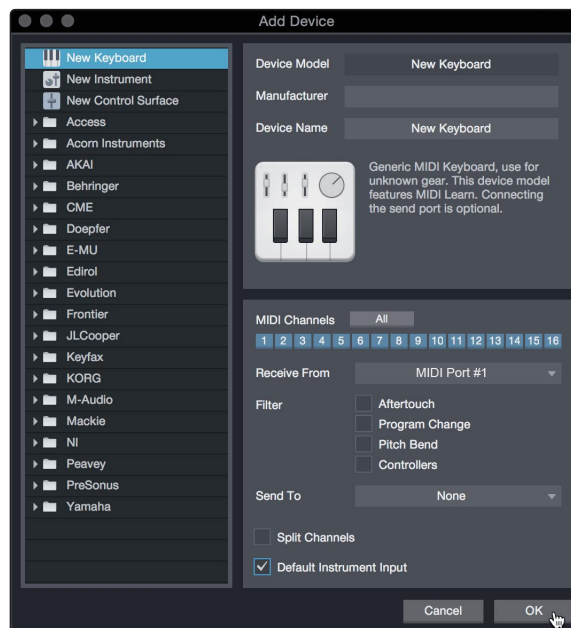 Add Device
New Keyboard
New Instrument
New Control Surface
Access
Acorn Instruments
AKAI
Behringer
CME
Doepfer
E-MU
Edirol
Evolution
Frontier
JLCooper
Keyfax
KORG
M-Audio
Mackie
NI
Peavey
PreSonus
Yamaha
Device Model New Keyboard
Manufacturer
Device Name New Keyboard
Generic MIDI Keyboard, use for
unknown gear. This device model
features MIDI Learn. Connecting
the send port is optional.
MIDI Channels All
1 2 3 4 5 6 7 8 9 10 11 12 13 14 15 16
Receive From MIDI Port #1
Filter Aftertouch
Program Change
Pitch Bend
Controllers
Send To None
Split Channels
Default Instrument Input
Cancel OK